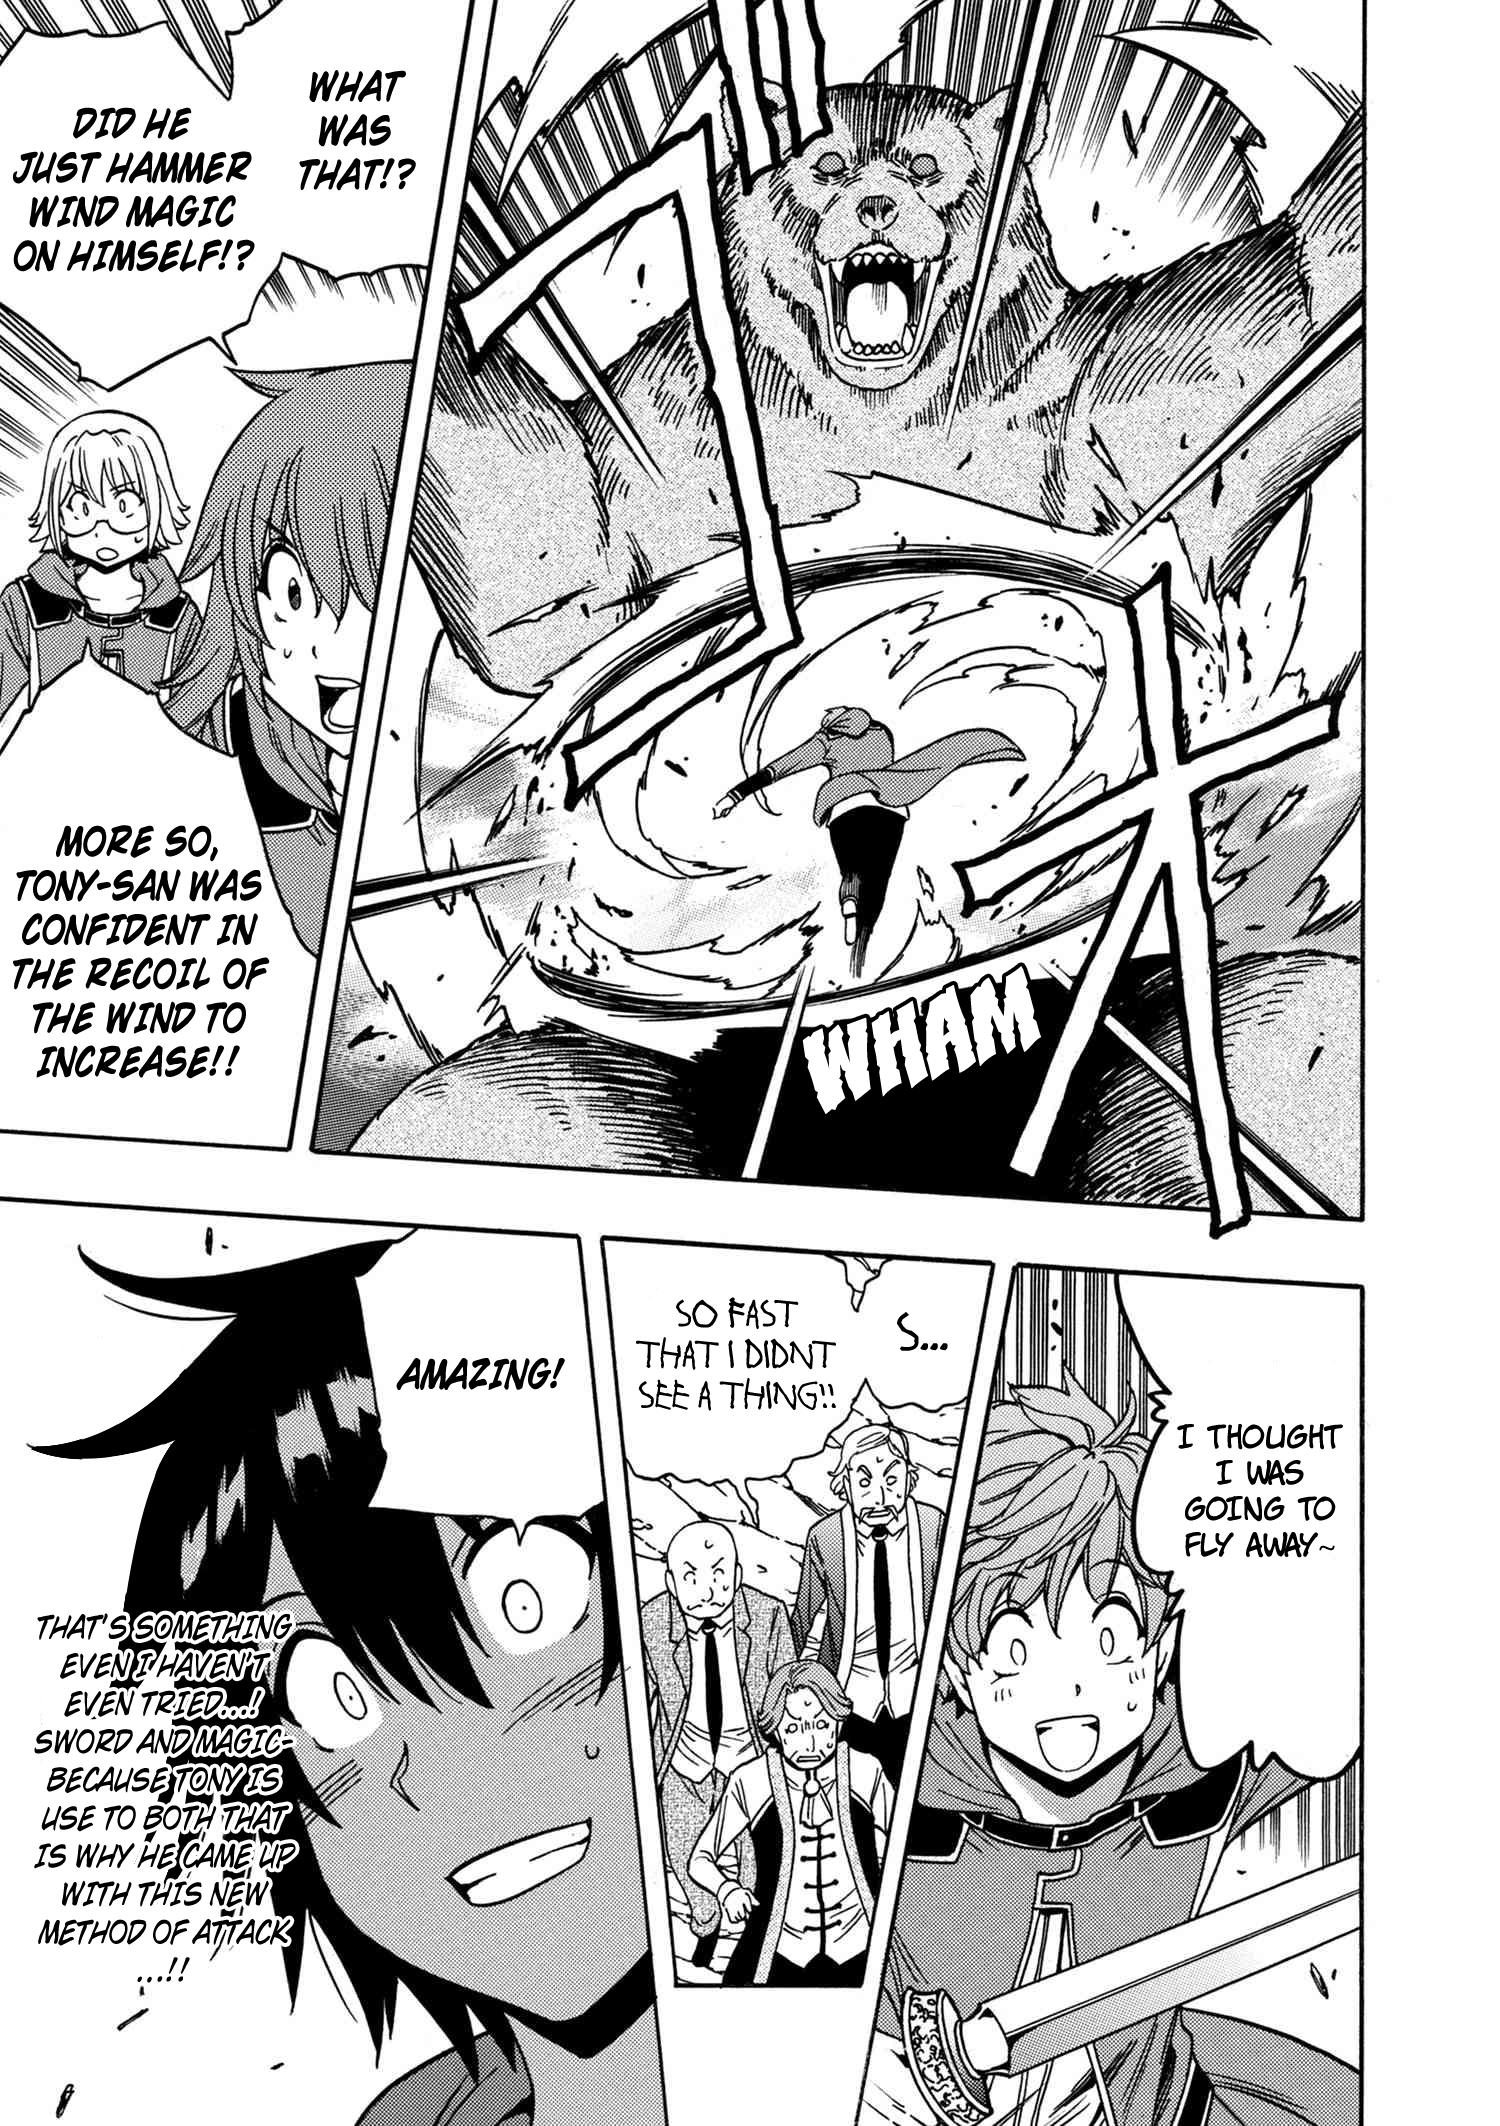 ドン
WHAM
WHAT
WAS
THAT!?
DID HE
JUST HAMMER
WIND MAGIC
ON HIMSELF!?
MORE SO,
TONY-SAN WAS
CONFIDENT IN
THE RECOIL OF
THE WIND TO
INCREASE!!
I THOUGHT
I WAS
GOING TO
FLY AWAY~
S...
SO FAST
THAT I DIDNT
SEE A THING!!
AMAZING!
THAT'S SOMETHING
EVEN I HAVEN'T
EVEN TRIED...!
SWORD AND MAGIC-
BECAUSE TONY IS
USE TO BOTH THAT
IS WHY HE CAME UP
WITH THIS NEW
METHOD OF ATTACK
...!!